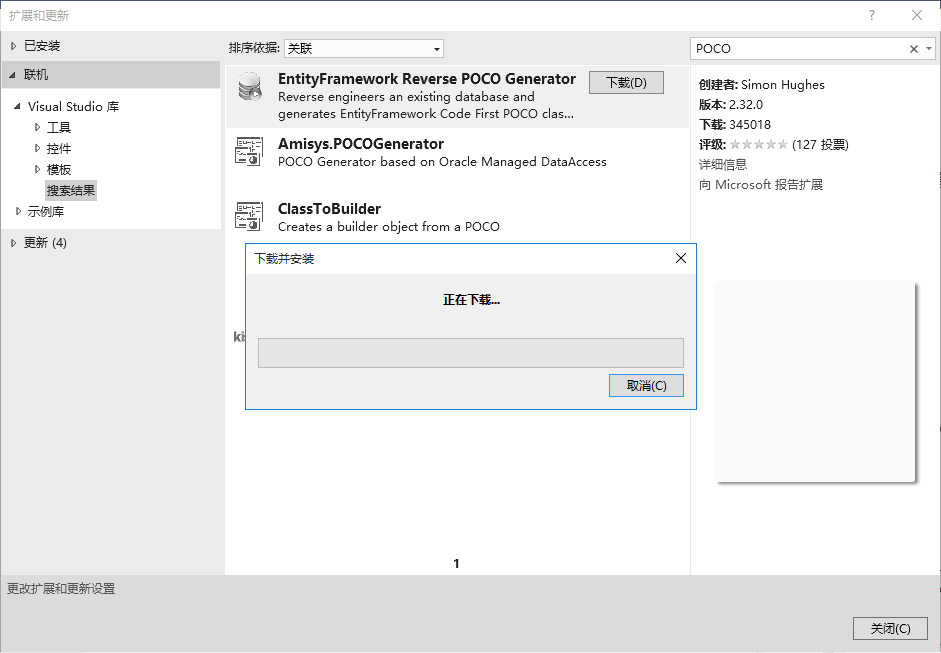 扩展和更新
?
已安装
联机
Visual Studio 库
工具
控件
模板
搜索结果
示例库
更新 (4)
排序依据: 关联
EntityFramework Reverse POCO Generator
Reverse engineers an existing database and
generates EntityFramework Code First POCO clas...
下载(D)
Amisys.POCOGenerator
POCO Generator based on Oracle Managed DataAccess
ClassToBuilder
Creates a builder object from a POCO
下载并安装
正在下载...
取消(C)
1
POCO
创建者: Simon Hughes
版本: 2.32.0
下载: 345018
评级: (127 投票)
详细信息
向 Microsoft 报告扩展
更改扩展和更新设置
关闭(C)